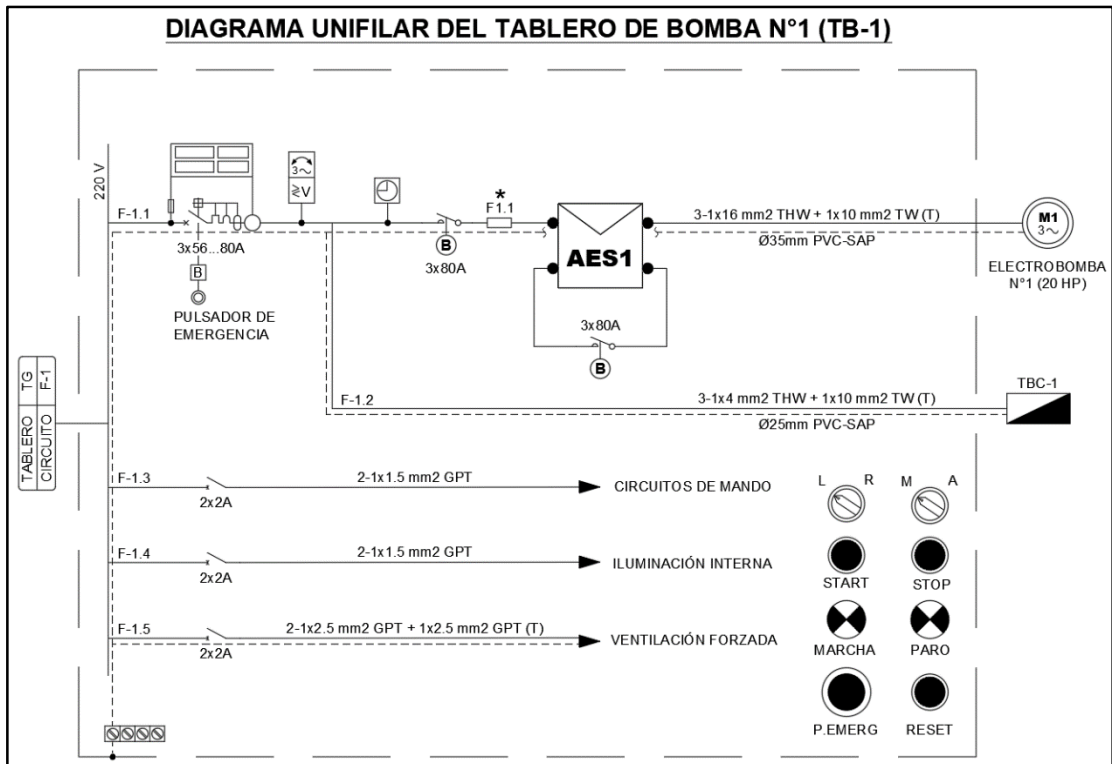 DIAGRAMA UNIFILAR DEL TABLERO DE BOMBA N°1 (TB-1)
220 V
F-1.1
3x56...80A
B
PULSADOR DE
EMERGENCIA
3~
≷V
B
3x80A
*
F1.1
AES1
3x80A
B
3-1x16 mm2 THW + 1x10 mm2 TW (T)
Ø35mm PVC-SAP
M1
3~
ELECTROBOMBA
N°1 (20 HP)
F-1.2
3-1x4 mm2 THW + 1x10 mm2 TW (T)
Ø25mm PVC-SAP
TBC-1
TABLERO TG
CIRCUITO F-1
F-1.3
2x2A
2-1x1.5 mm2 GPT
CIRCUITOS DE MANDO
F-1.4
2x2A
2-1x1.5 mm2 GPT
ILUMINACIÓN INTERNA
F-1.5
2x2A
2-1x2.5 mm2 GPT + 1x2.5 mm2 GPT (T)
VENTILACIÓN FORZADA
L R M A
START STOP
MARCHA PARO
P.EMERG RESET